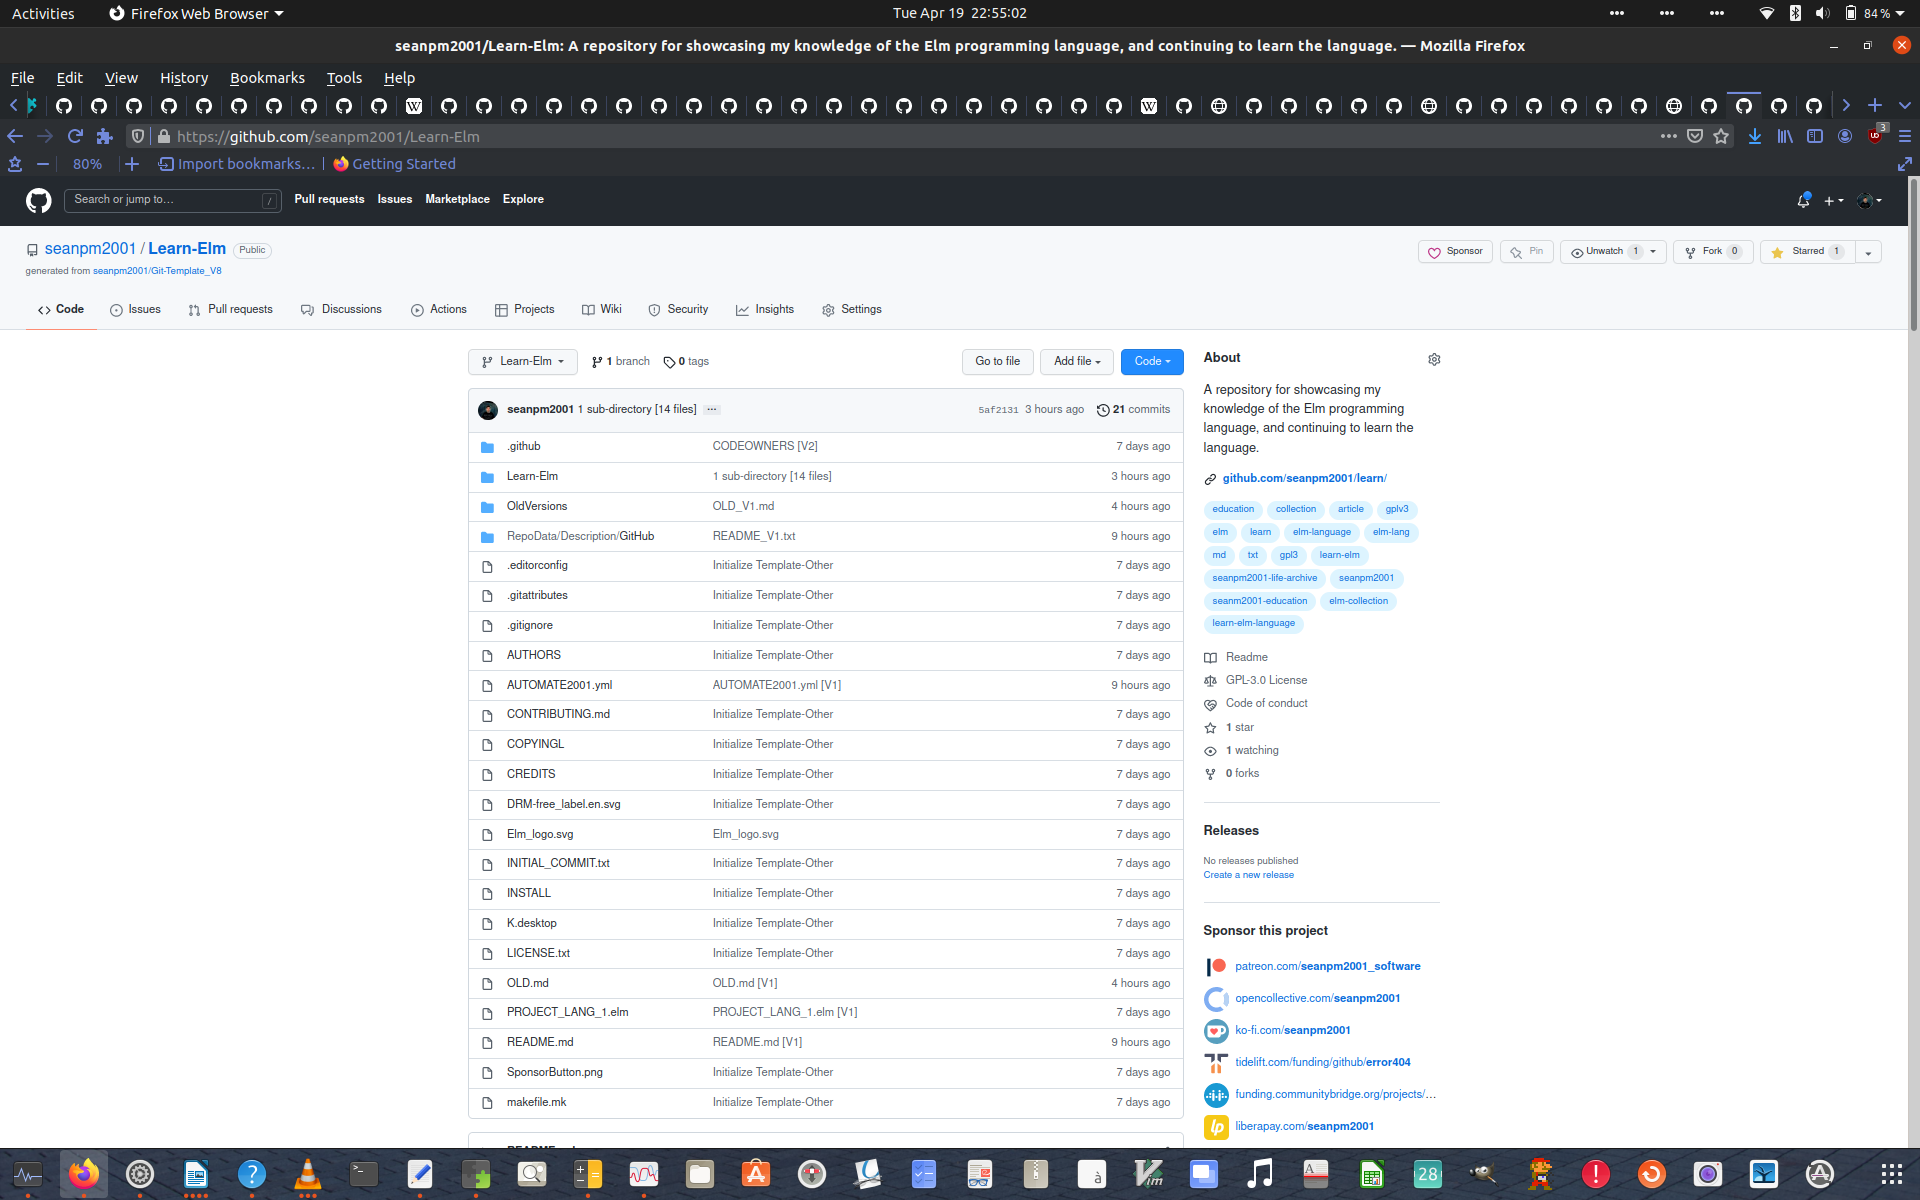 Activities
Firefox Web Browser
Tue Apr 19 22:55:02
84 %
seanpm2001/Learn-Elm: A repository for showcasing my knowledge of the Elm programming language, and continuing to learn the language. — Mozilla Firefox
File Edit View History Bookmarks Tools Help
https://github.com/seanpm2001/Learn-Elm
3
80%
Import bookmarks...
Getting Started
Search or jump to...
/
Pull requests Issues Marketplace Explore
seanpm2001 / Learn-Elm Public
generated from seanpm2001/Git-Template_V8
Sponsor
Pin
Unwatch 1
Fork 0
Starred 1
Code Issues Pull requests Discussions Actions Projects Wiki Security Insights Settings
Learn-Elm 1 branch 0 tags
Go to file Add file Code
seanpm2001 1 sub-directory [14 files] ... 5af2131 3 hours ago 21 commits
.github CODEOWNERS [V2] 7 days ago
Learn-Elm 1 sub-directory [14 files] 3 hours ago
OldVersions OLD_V1.md 4 hours ago
RepoData/Description/GitHub README_V1.txt 9 hours ago
.editorconfig Initialize Template-Other 7 days ago
.gitattributes Initialize Template-Other 7 days ago
.gitignore Initialize Template-Other 7 days ago
AUTHORS Initialize Template-Other 7 days ago
AUTOMATE2001.yml AUTOMATE2001.yml [V1] 9 hours ago
CONTRIBUTING.md Initialize Template-Other 7 days ago
COPYINGL Initialize Template-Other 7 days ago
CREDITS Initialize Template-Other 7 days ago
DRM-free_label.en.svg Initialize Template-Other 7 days ago
Elm_logo.svg Elm_logo.svg 7 days ago
INITIAL_COMMIT.txt Initialize Template-Other 7 days ago
INSTALL Initialize Template-Other 7 days ago
K.desktop Initialize Template-Other 7 days ago
LICENSE.txt Initialize Template-Other 7 days ago
OLD.md OLD.md [V1] 4 hours ago
PROJECT_LANG_1.elm PROJECT_LANG_1.elm [V1] 7 days ago
README.md README.md [V1] 9 hours ago
SponsorButton.png Initialize Template-Other 7 days ago
makefile.mk Initialize Template-Other 7 days ago
About
A repository for showcasing my
knowledge of the Elm programming
language, and continuing to learn the
language.
github.com/seanpm2001/learn/
education collection article gplv3
elm learn elm-language elm-lang
md txt gpl3 learn-elm
seanpm2001-life-archive seanpm2001
seanm2001-education elm-collection
learn-elm-language
Readme
GPL-3.0 License
Code of conduct
1 star
1 watching
0 forks
Releases
No releases published
Create a new release
Sponsor this project
patreon.com/seanpm2001_software
opencollective.com/seanpm2001
ko-fi.com/seanpm2001
tidelift.com/funding/github/error404
funding.communitybridge.org/projects/...
liberapay.com/seanpm2001
28